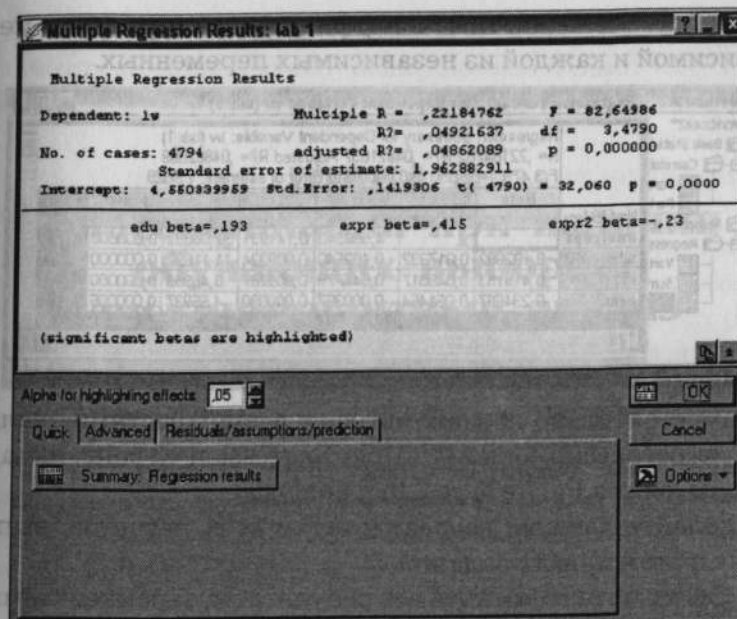 Multiple Regression Results: lab 1
Multiple Regression Results
Dependent: lw Multiple R = ,22184762 F = 82,64986
R?= ,04921637 df = 3,4790
No. of cases: 4794 adjusted R?= ,04862089 p = 0,000000
Standard error of estimate: 1,962882911
Intercept: 4,550339959 Std.Error: ,1419306 t( 4790) = 32,060 p = 0,0000
edu beta=,193 expr beta=,415 expr2 beta=-,23
(significant betas are highlighted)
Alpha for highlighting effects: ,05
OK
Quick Advanced Residuals/assumptions/prediction
Cancel
Summary: Regression results
Options